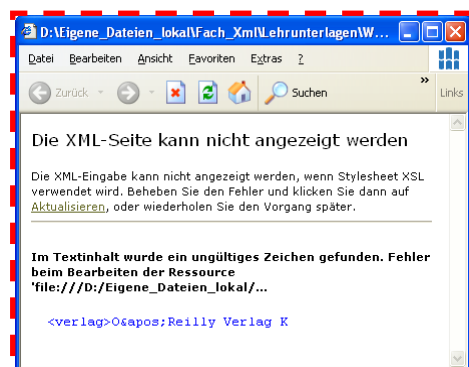 D:\Eigene_Dateien_lokal\Fach_Xml\Lehrunterlagen\W...
Datei Bearbeiten Ansicht Favoriten Extras ?
Zurück Suchen » Links
Die XML-Seite kann nicht angezeigt werden
Die XML-Eingabe kann nicht angezeigt werden, wenn Stylesheet XSL
verwendet wird. Beheben Sie den Fehler und klicken Sie dann auf
Aktualisieren, oder wiederholen Sie den Vorgang später.
Im Textinhalt wurde ein ungültiges Zeichen gefunden. Fehler
beim Bearbeiten der Ressource
'file:///D:/Eigene_Dateien_lokal/...
<verlag>O&apos;Reilly Verlag K